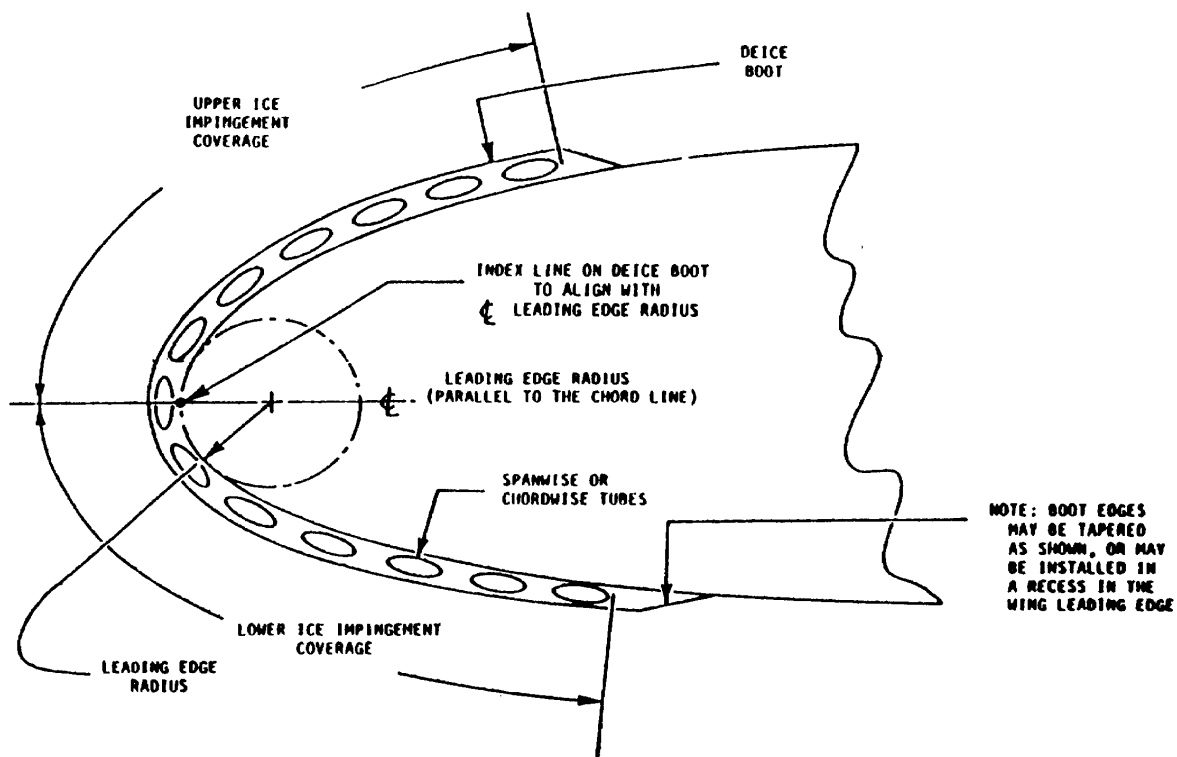 DEICE
BOOT
UPPER ICE
IMPINGEMENT
COVERAGE
INDEX LINE ON DEICE BOOT
TO ALIGN WITH
℄ LEADING EDGE RADIUS
LEADING EDGE RADIUS
(PARALLEL TO THE CHORD LINE)
℄
SPANWISE OR
CHORDWISE TUBES
NOTE: BOOT EDGES
MAY BE TAPERED
AS SHOWN, OR MAY
BE INSTALLED IN
A RECESS IN THE
WING LEADING EDGE
LOWER ICE IMPINGEMENT
COVERAGE
LEADING EDGE
RADIUS